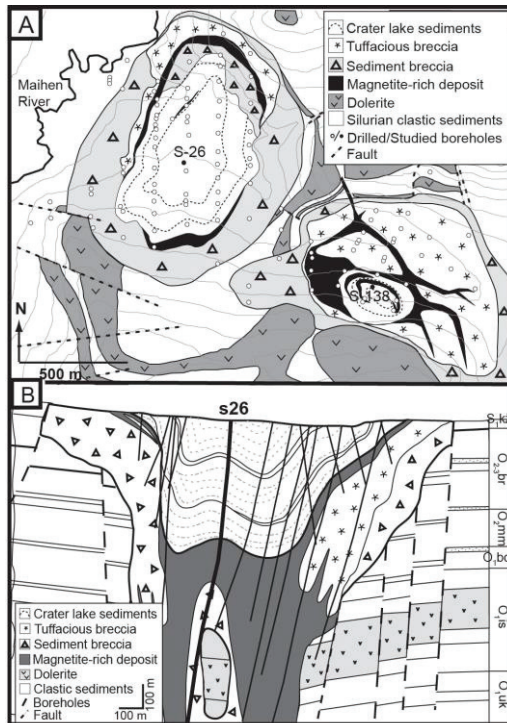 A
Crater lake sediments
Tuffacious breccia
Sediment breccia
Magnetite-rich deposit
Dolerite
Silurian clastic sediments
Drilled/Studied boreholes
Fault
Maihen
River
S-26
S-138
N
500 m
B
s26
S₁ki
O₂₋₃br
O₂mm
O₁bc
O₁is
O₁uk
Crater lake sediments
Tuffacious breccia
Sediment breccia
Magnetite-rich deposit
Dolerite
Clastic sediments
Boreholes
Fault
100 m
100 m